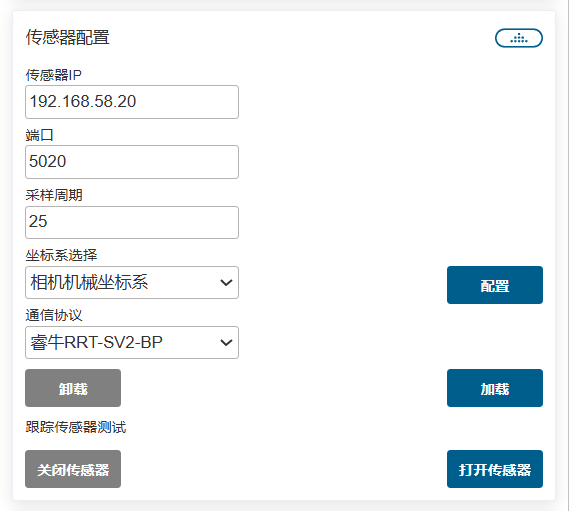 传感器配置
传感器IP
192.168.58.20
端口
5020
采样周期
25
坐标系选择
相机机械坐标系
配置
通信协议
睿牛RRT-SV2-BP
卸载
加载
跟踪传感器测试
关闭传感器
打开传感器